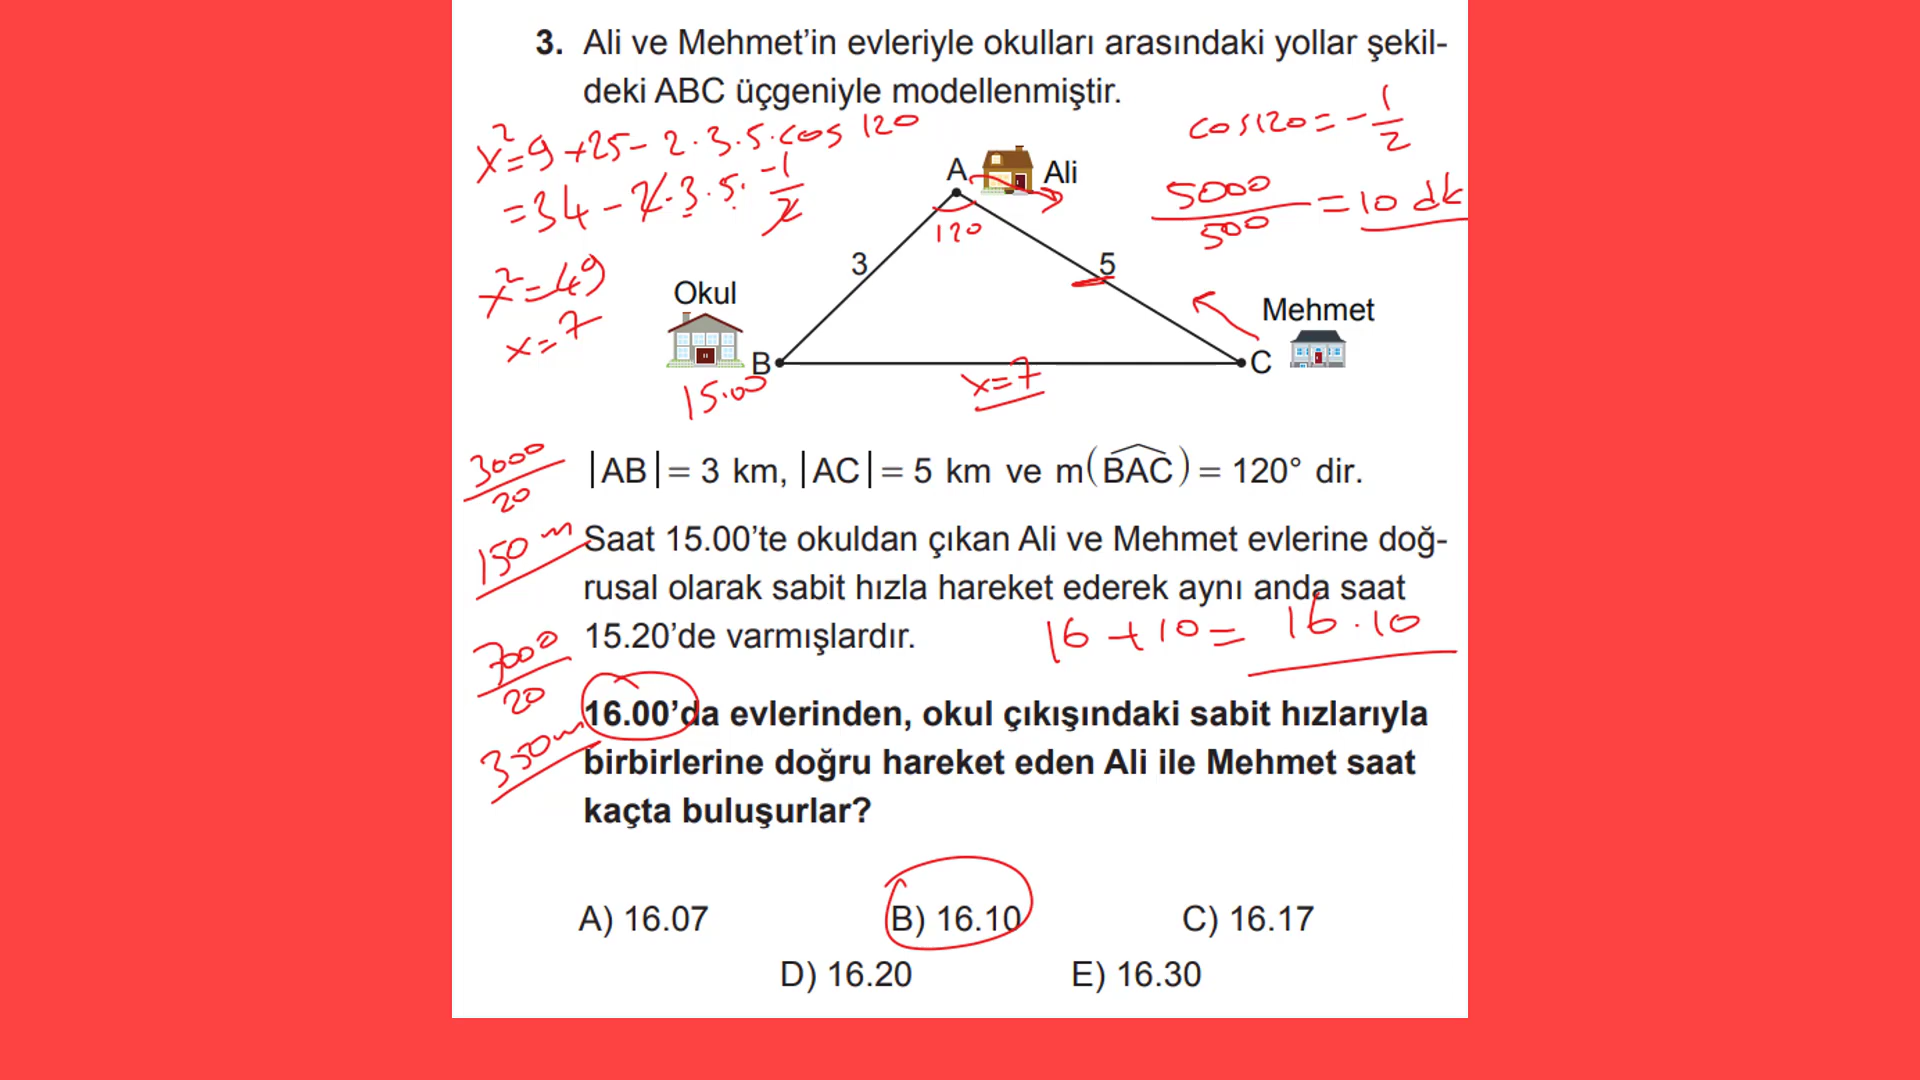 3. Ali ve Mehmet'in evleriyle okulları arasındaki yollar şekil-
deki ABC üçgeniyle modellenmiştir.
x²=9+25-2.3.5.cos 120
=34-2.3.5.-1/2
x²=49
x=7
cos120=-1/2
5000/500=10 dk
A Ali
120
3
5
Okul
Mehmet
B
C
15.00
x=7
3000/20
|AB|= 3 km, |AC|= 5 km ve m(BAC)= 120° dir.
150 m
Saat 15.00'te okuldan çıkan Ali ve Mehmet evlerine doğ-
rusal olarak sabit hızla hareket ederek aynı anda saat
15.20'de varmışlardır.
16+10= 16.10
7000/20
350m
16.00'da evlerinden, okul çıkışındaki sabit hızlarıyla
birbirlerine doğru hareket eden Ali ile Mehmet saat
kaçta buluşurlar?
A) 16.07 B) 16.10 C) 16.17
D) 16.20 E) 16.30